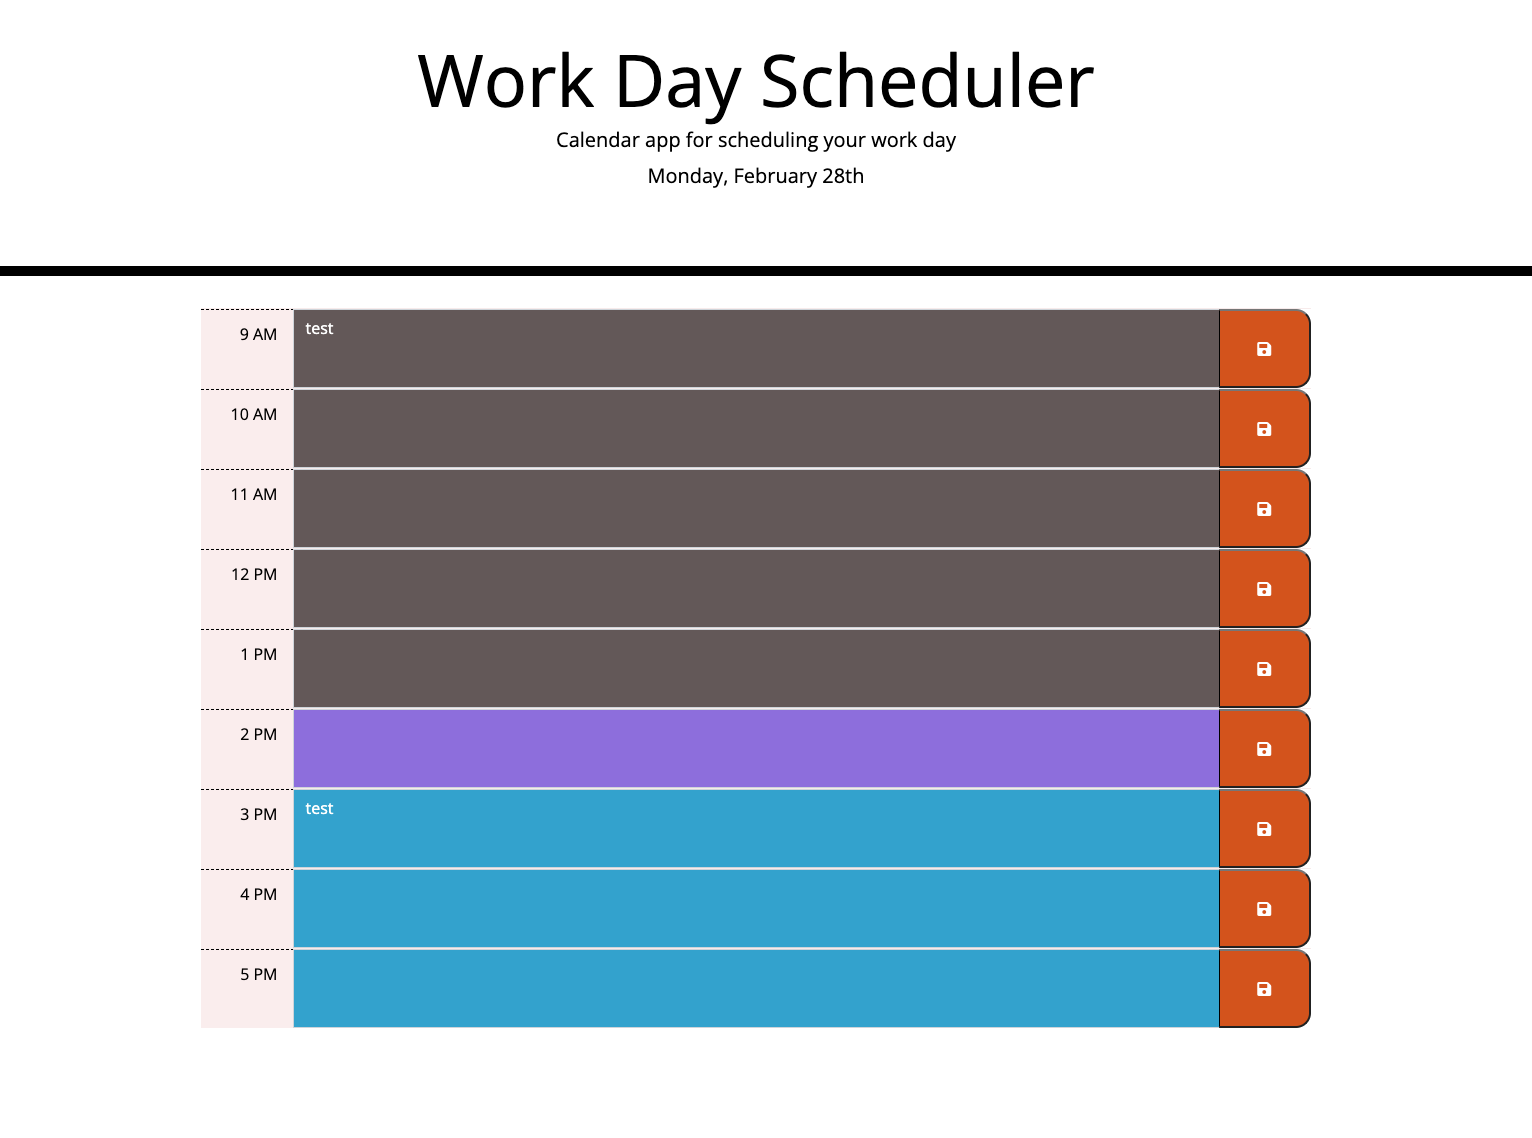 Work Day Scheduler
Calendar app for scheduling your work day
Monday, February 28th
9 AM
test
10 AM
11 AM
12 PM
1 PM
2 PM
3 PM
test
4 PM
5 PM